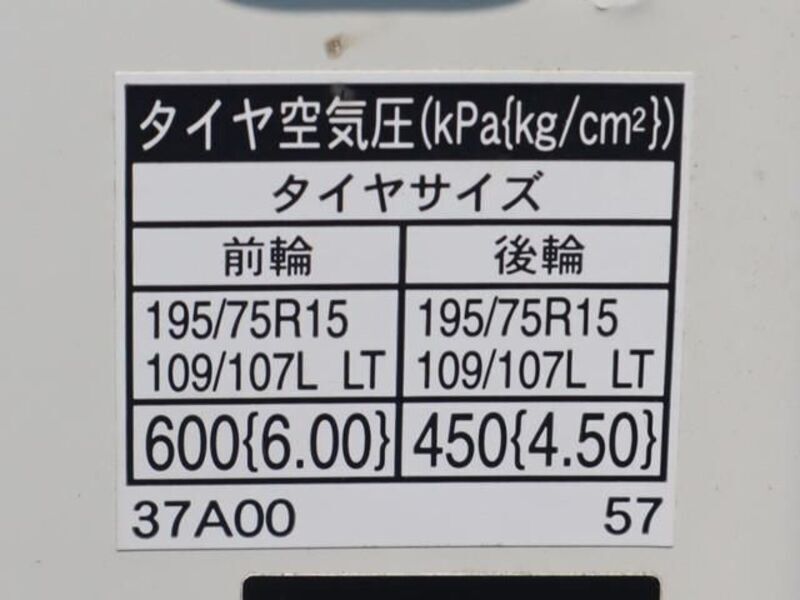 タイヤ空気圧(kPa{kg/cm²})
タイヤサイズ
前輪 後輪
195/75R15 195/75R15
109/107L LT 109/107L LT
600{6.00} 450{4.50}
37A00 57